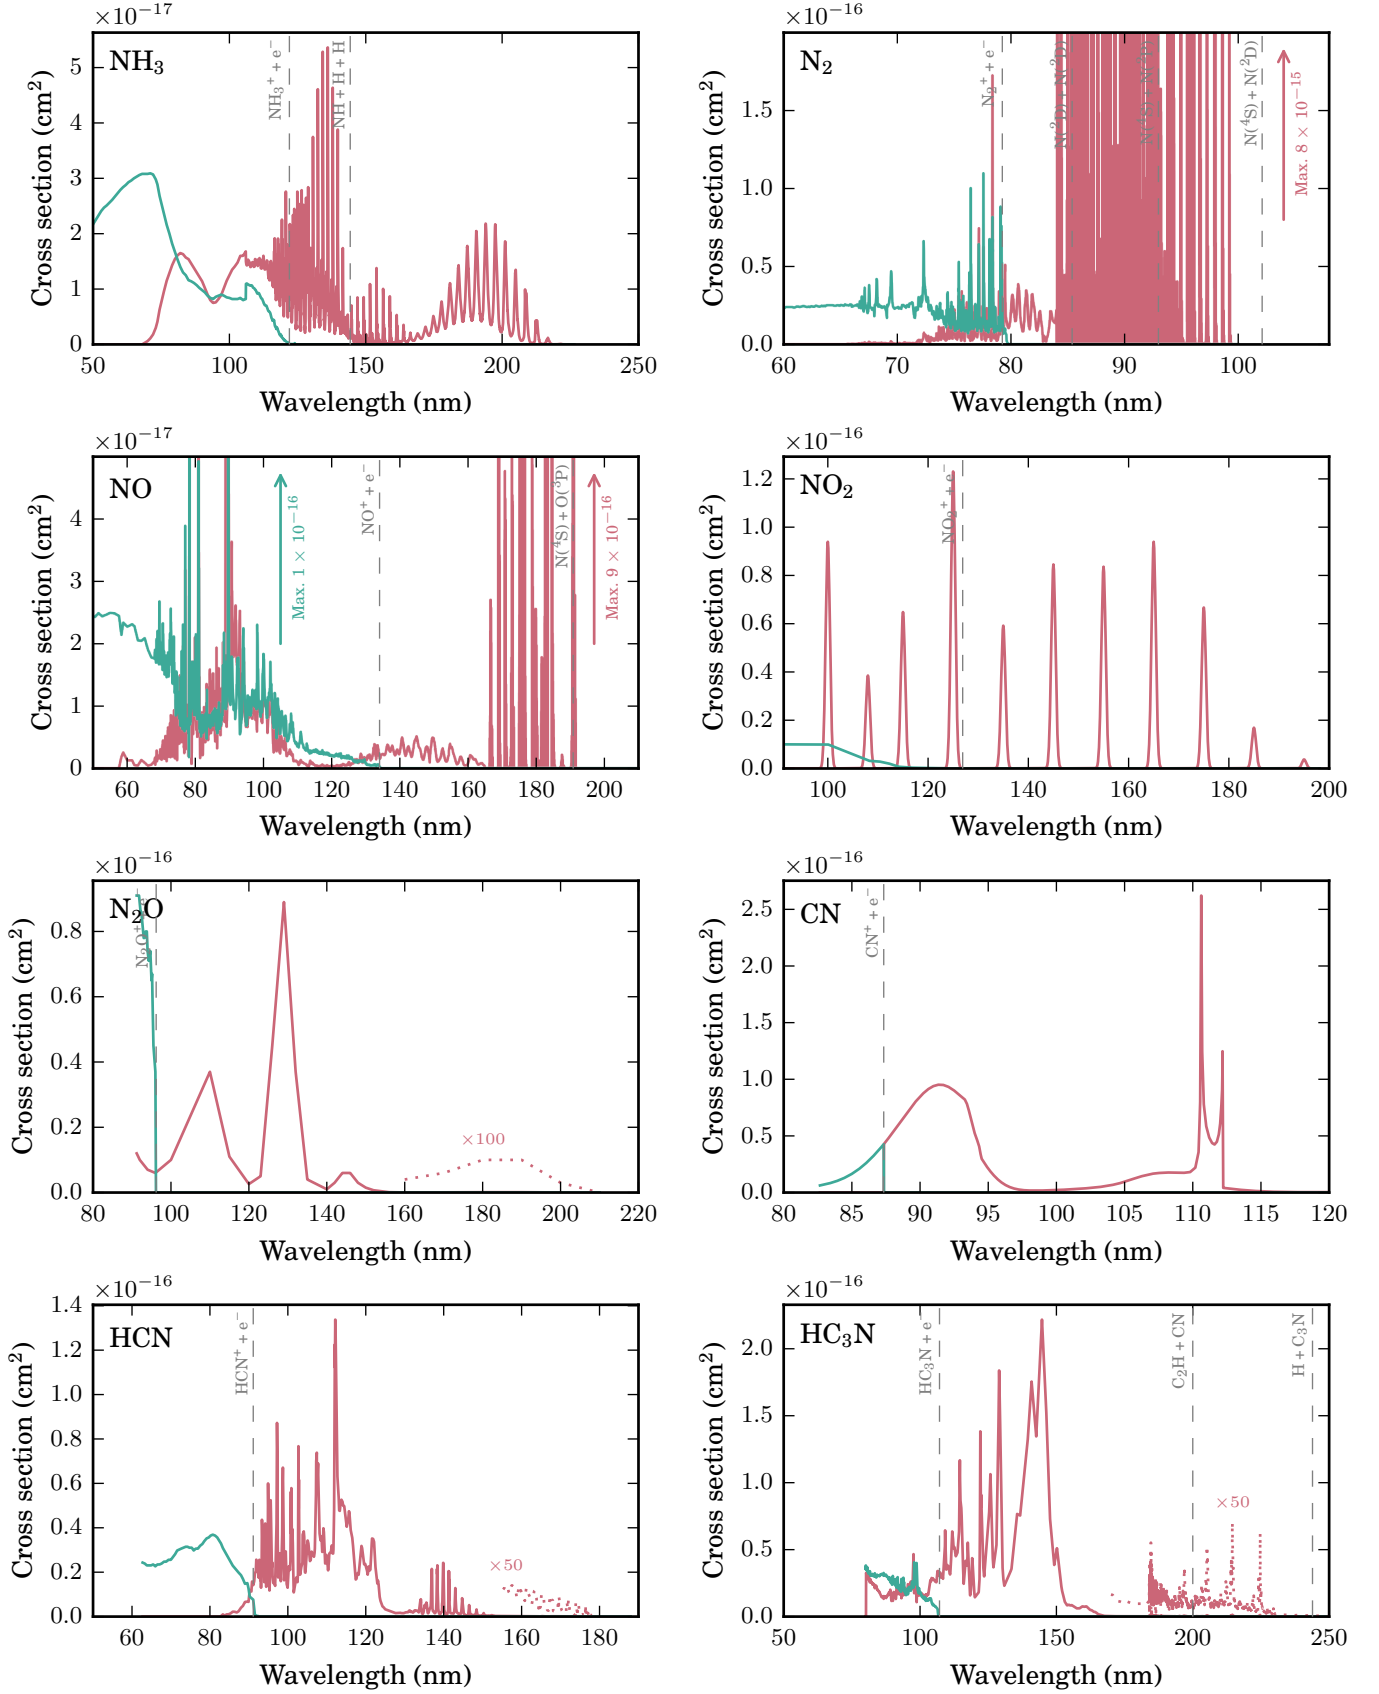 ×10⁻¹⁷
NH₃
NH₃⁺ + e⁻
NH + H + H
Cross section (cm²)
5
4
3
2
1
0
50 100 150 200 250
Wavelength (nm)
×10⁻¹⁶
N₂
N₂⁺ + e⁻
N(²D) + N(²D)
N(⁴S) + N(²D)
Max. 8 × 10⁻¹⁵
Cross section (cm²)
1.5
1.0
0.5
0.0
60 70 80 90 100
Wavelength (nm)
×10⁻¹⁷
NO
Max. 1 × 10⁻¹⁶
NO⁺ + e⁻
N(⁴S) + O(³P)
Max. 9 × 10⁻¹⁶
Cross section (cm²)
4
3
2
1
0
60 80 100 120 140 160 180 200
Wavelength (nm)
×10⁻¹⁶
NO₂
NO₂⁺ + e⁻
Cross section (cm²)
1.2
1.0
0.8
0.6
0.4
0.2
0.0
100 120 140 160 180 200
Wavelength (nm)
×10⁻¹⁶
N₂O
N₂O⁺ e⁻
×100
Cross section (cm²)
0.8
0.6
0.4
0.2
0.0
80 100 120 140 160 180 200 220
Wavelength (nm)
×10⁻¹⁶
CN
CN⁺ + e⁻
Cross section (cm²)
2.5
2.0
1.5
1.0
0.5
0.0
80 85 90 95 100 105 110 115 120
Wavelength (nm)
×10⁻¹⁶
HCN
HCN⁺ + e⁻
×50
Cross section (cm²)
1.4
1.2
1.0
0.8
0.6
0.4
0.2
0.0
60 80 100 120 140 160 180
Wavelength (nm)
×10⁻¹⁶
HC₃N
HC₃N + e⁻
C₂H + CN
H + C₃N
×50
Cross section (cm²)
2.0
1.5
1.0
0.5
0.0
50 100 150 200 250
Wavelength (nm)